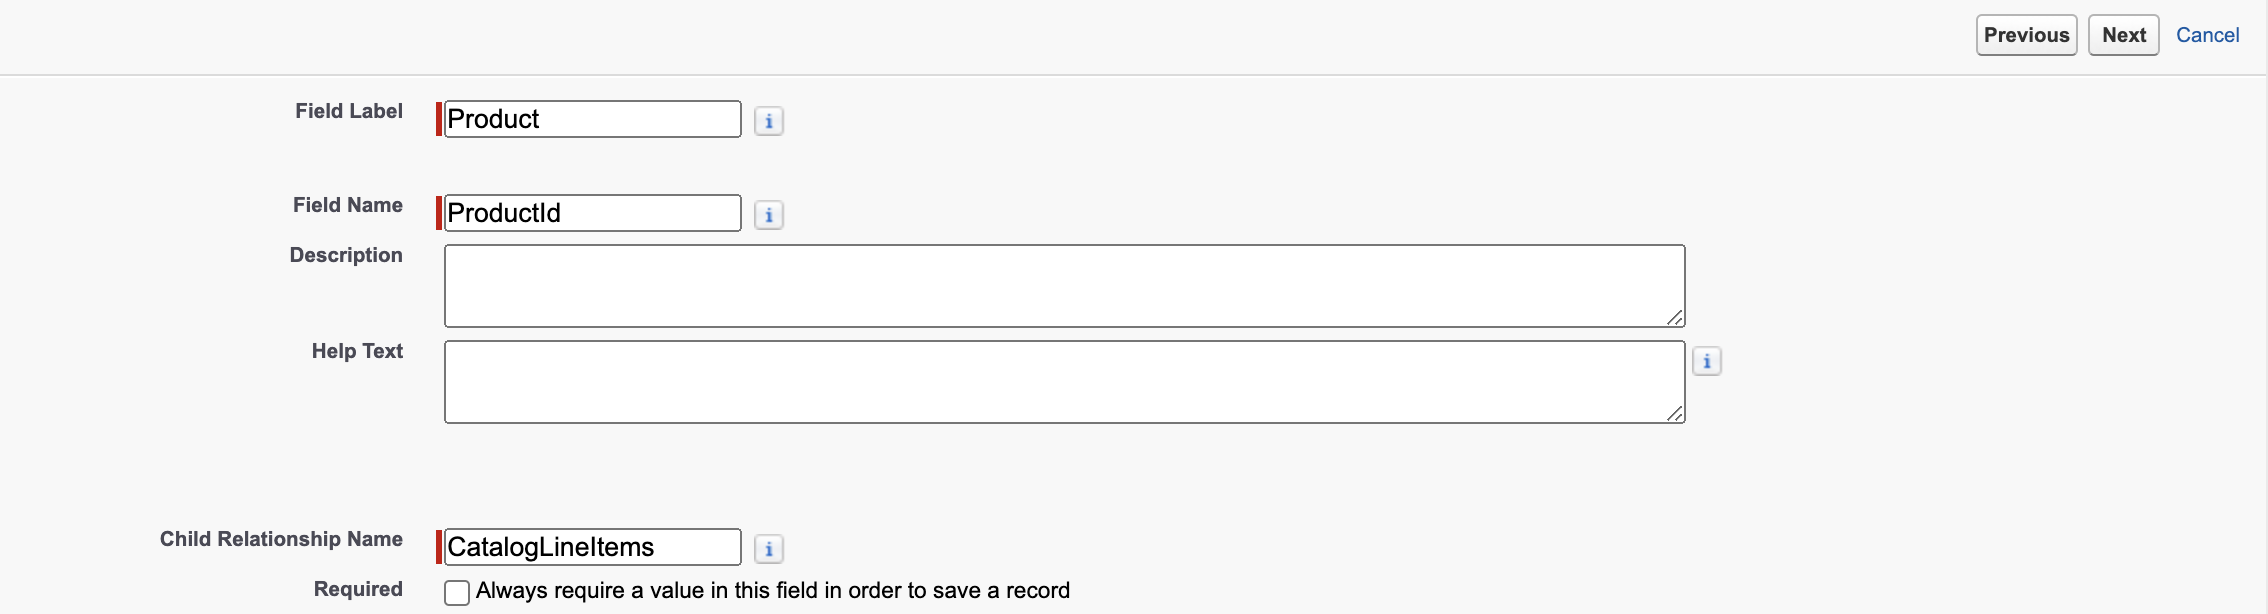 Previous Next Cancel
Field Label Product i
Field Name ProductId i
Description
Help Text i
Child Relationship Name CatalogLineItems i
Required Always require a value in this field in order to save a record